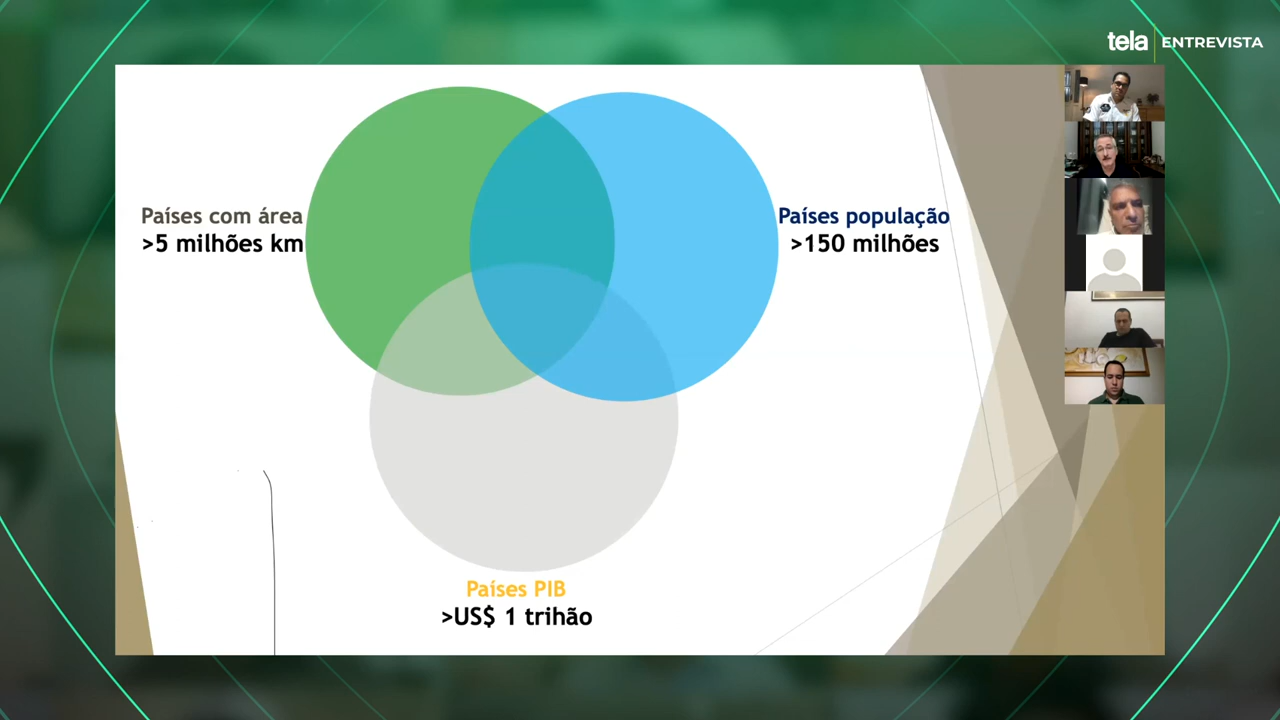 tela ENTREVISTA
Países com área
>5 milhões km
Países população
>150 milhões
Países PIB
>US$ 1 trihão